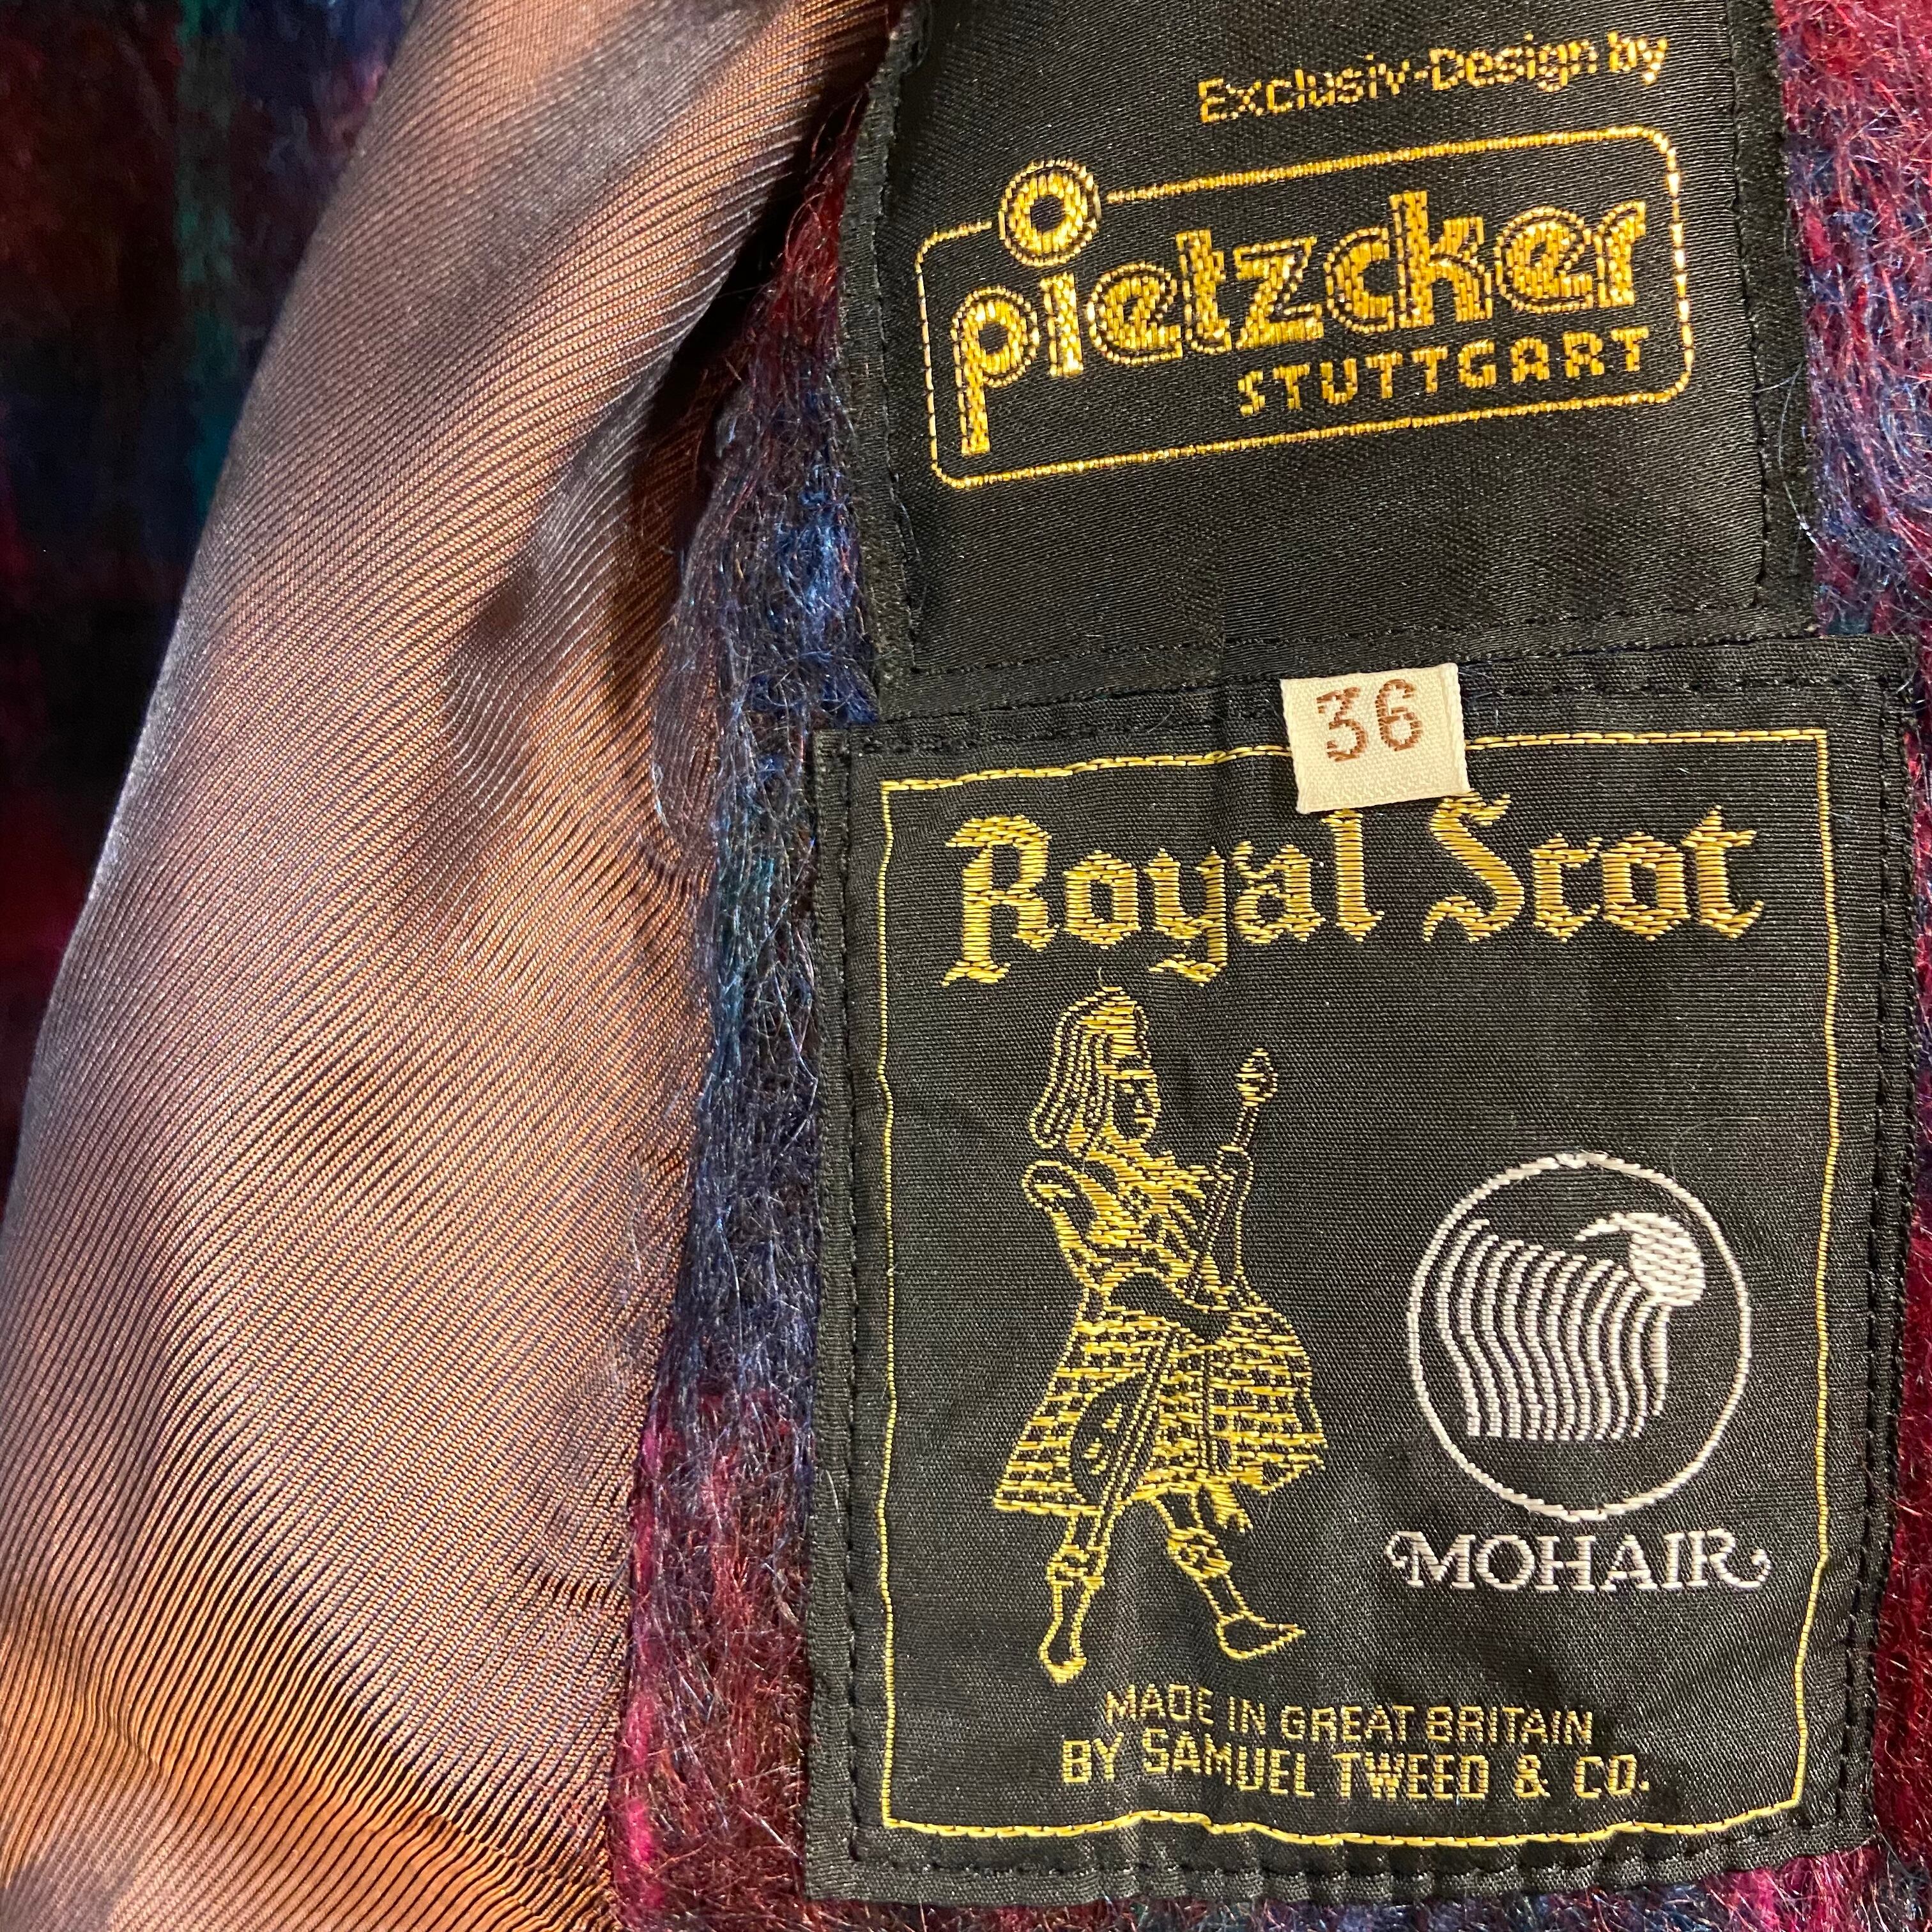 Exclusiv-Design by
pietzcker
STUTTGART
36
Royal Scot
MOHAIR
MADE IN GREAT BRITAIN
BY SAMUEL TWEED & CO.